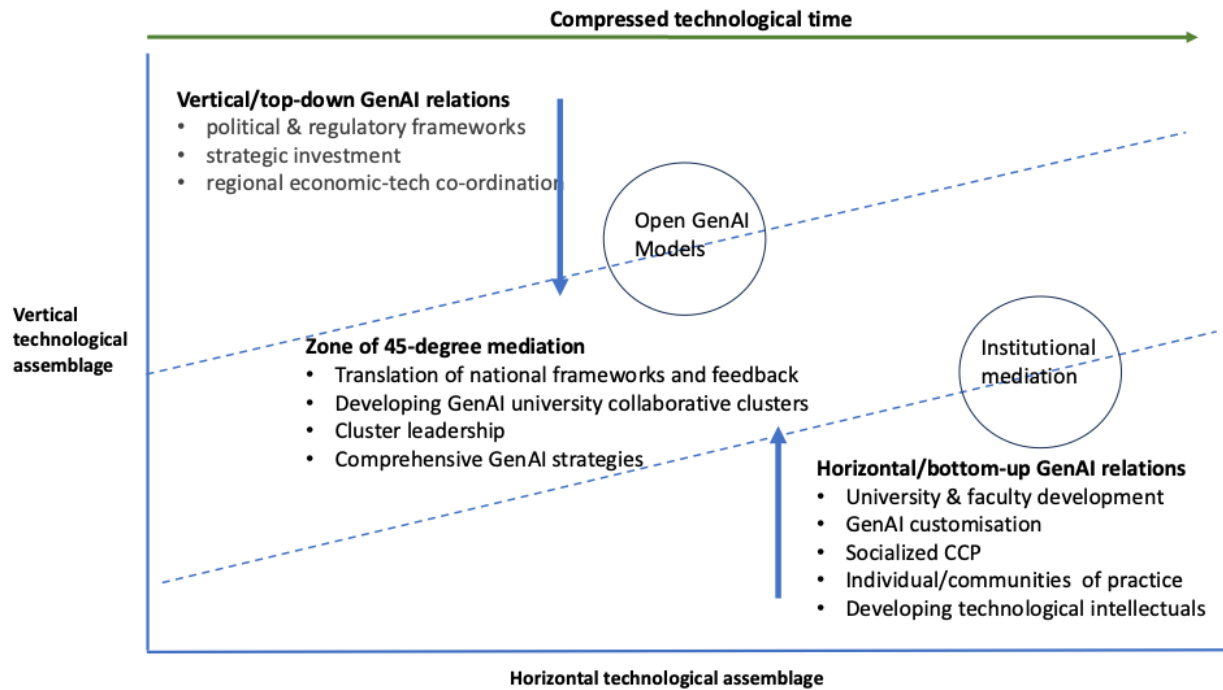 Compressed technological time
Vertical/top-down GenAI relations
• political & regulatory frameworks
• strategic investment
• regional economic-tech co-ordination
Open GenAI
Models
Vertical
technological
assemblage
Zone of 45-degree mediation
• Translation of national frameworks and feedback
• Developing GenAI university collaborative clusters
• Cluster leadership
• Comprehensive GenAI strategies
Institutional
mediation
Horizontal/bottom-up GenAI relations
• University & faculty development
• GenAI customisation
• Socialized CCP
• Individual/communities of practice
• Developing technological intellectuals
Horizontal technological assemblage